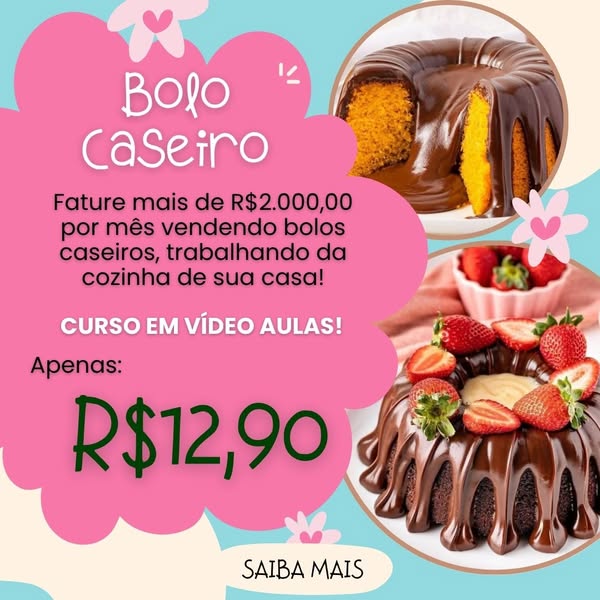 Bolo
Caseiro
Fature mais de R$2.000,00
por mês vendendo bolos
caseiros, trabalhando da
cozinha de sua casa!
CURSO EM VÍDEO AULAS!
Apenas:
R$12,90
SAIBA MAIS